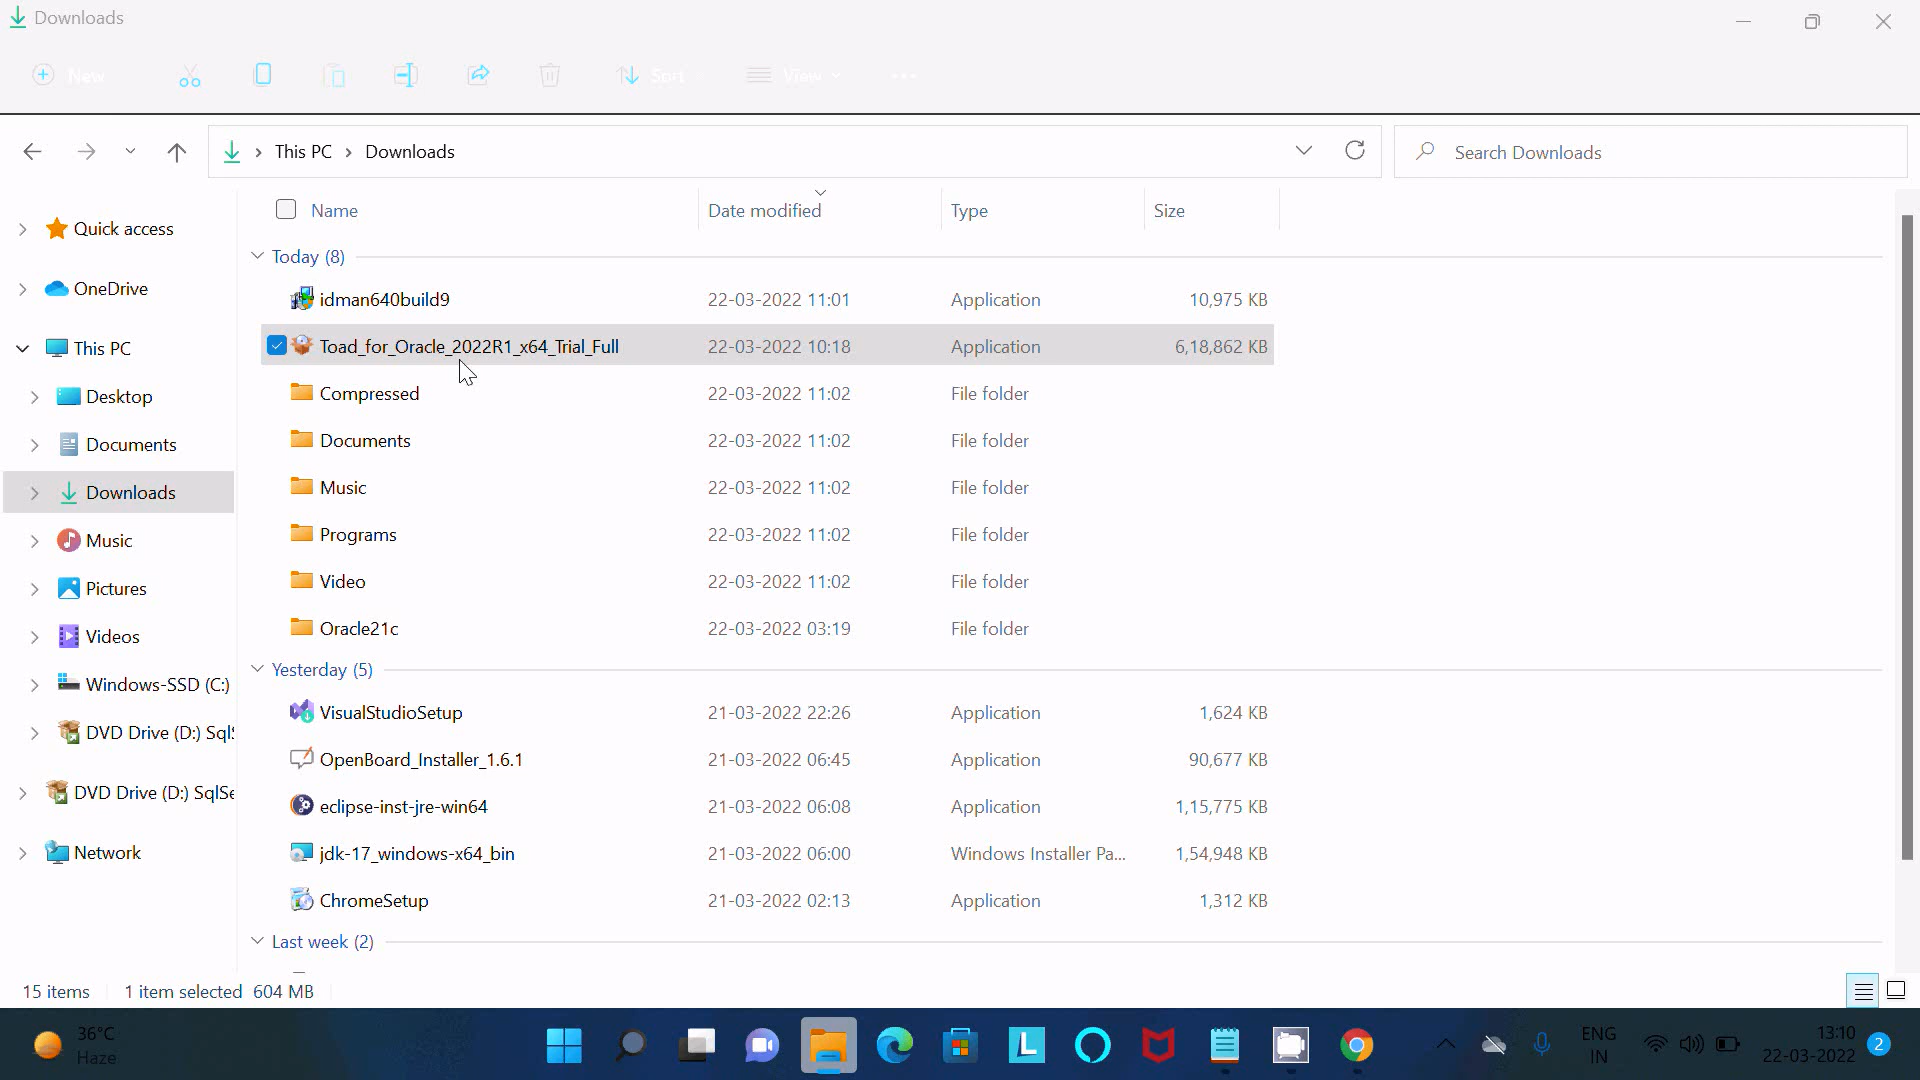 Downloads
New Sort View
This PC Downloads Search Downloads
Name Date modified Type Size
Quick access
OneDrive
This PC
Desktop
Documents
Downloads
Music
Pictures
Videos
Windows-SSD (C:)
DVD Drive (D:) Sql
DVD Drive (D:) SqlSe
Network
Today (8)
idman640build9 22-03-2022 11:01 Application 10,975 KB
Toad_for_Oracle_2022R1_x64_Trial_Full 22-03-2022 10:18 Application 6,18,862 KB
Compressed 22-03-2022 11:02 File folder
Documents 22-03-2022 11:02 File folder
Music 22-03-2022 11:02 File folder
Programs 22-03-2022 11:02 File folder
Video 22-03-2022 11:02 File folder
Oracle21c 22-03-2022 03:19 File folder
Yesterday (5)
VisualStudioSetup 21-03-2022 22:26 Application 1,624 KB
OpenBoard_Installer_1.6.1 21-03-2022 06:45 Application 90,677 KB
eclipse-inst-jre-win64 21-03-2022 06:08 Application 1,15,775 KB
jdk-17_windows-x64_bin 21-03-2022 06:00 Windows Installer Pa... 1,54,948 KB
ChromeSetup 21-03-2022 02:13 Application 1,312 KB
Last week (2)
15 items 1 item selected 604 MB
36°C
Haze
L
ENG
IN
13:10
22-03-2022
2